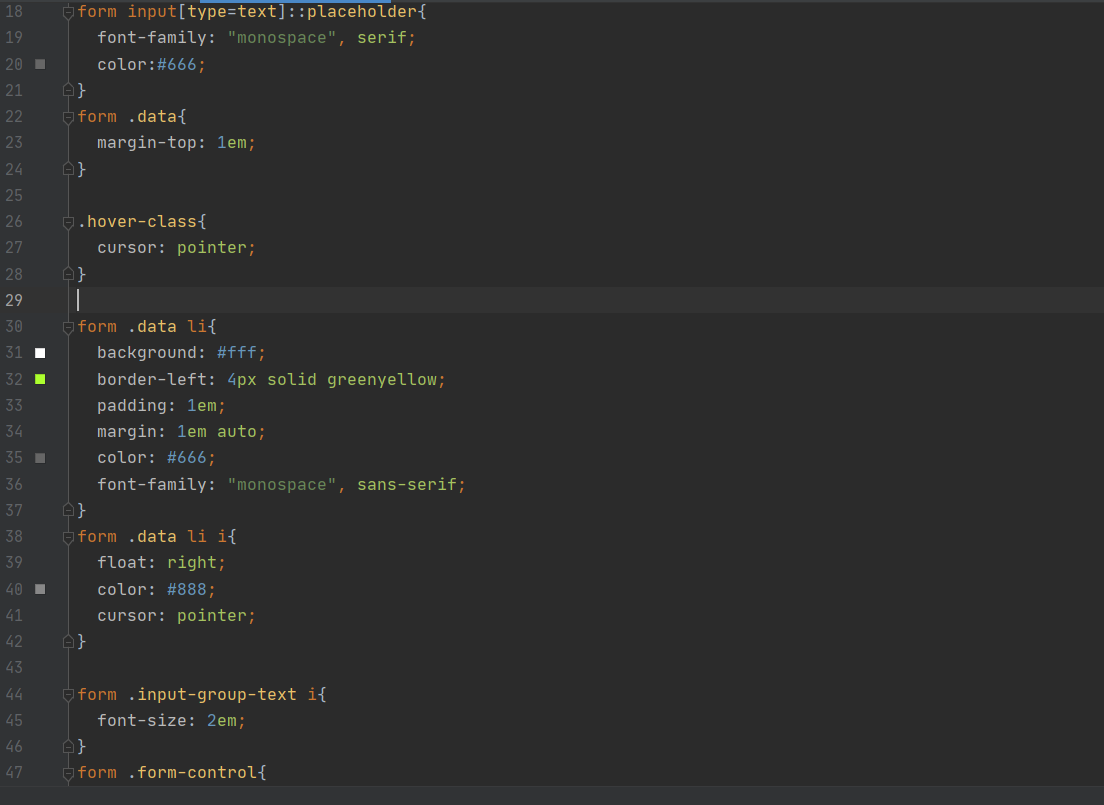 18 form input[type=text]::placeholder{
19 font-family: "monospace", serif;
20 color:#666;
21 }
22 form .data{
23 margin-top: 1em;
24 }
25
26 .hover-class{
27 cursor: pointer;
28 }
29
30 form .data li{
31 background: #fff;
32 border-left: 4px solid greenyellow;
33 padding: 1em;
34 margin: 1em auto;
35 color: #666;
36 font-family: "monospace", sans-serif;
37 }
38 form .data li i{
39 float: right;
40 color: #888;
41 cursor: pointer;
42 }
43
44 form .input-group-text i{
45 font-size: 2em;
46 }
47 form .form-control{